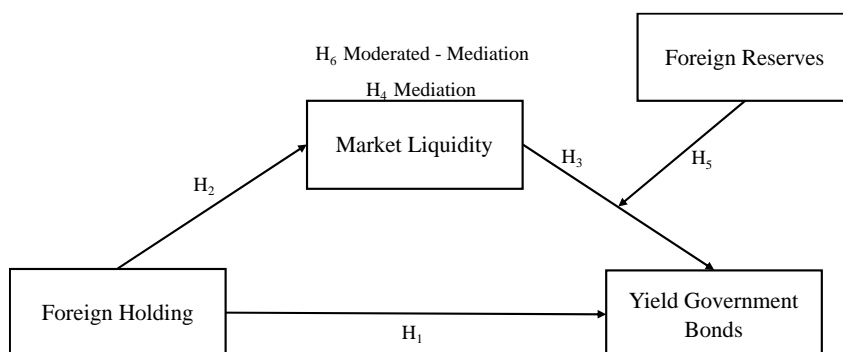 Foreign Reserves
H₆ Moderated - Mediation
H₄ Mediation
Market Liquidity
H₃
H₅
H₂
Foreign Holding
Yield Government
Bonds
H₁